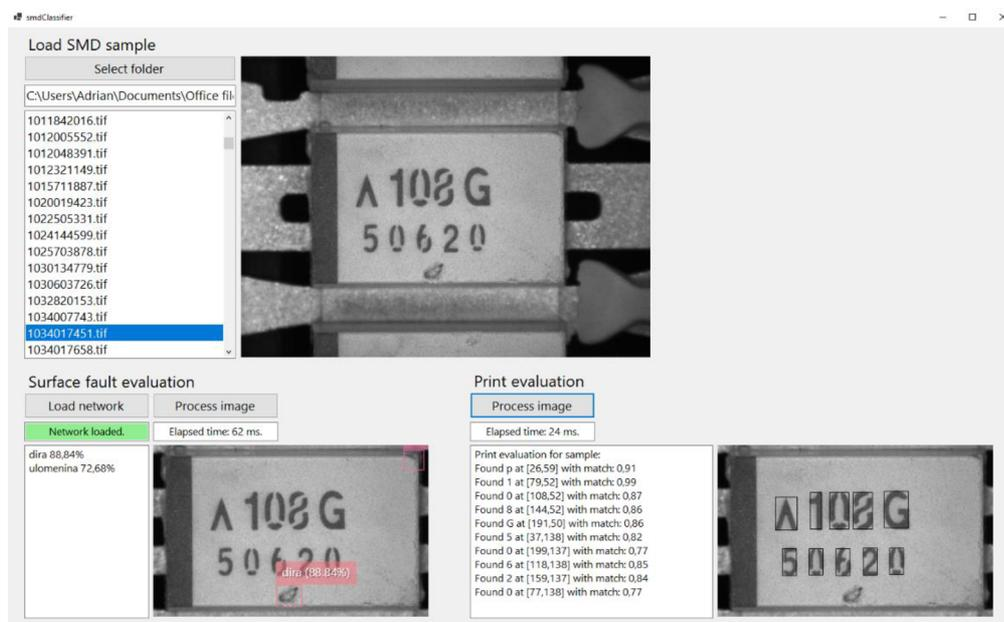 smdClassifier
Load SMD sample
Select folder
C:\Users\Adrian\Documents\Office fil
1011842016.tif
1012005552.tif
1012048391.tif
1012321149.tif
1015711887.tif
1020019423.tif
1022505331.tif
1024144599.tif
1025703878.tif
1030134779.tif
1030603726.tif
1032820153.tif
1034007743.tif
1034017451.tif
1034017658.tif
Λ 108 G
50620
Surface fault evaluation
Load network
Process image
Network loaded.
Elapsed time: 62 ms.
dira 88,84%
ulomenina 72,68%
Λ 108 G
50620
dira (88.84%)
Print evaluation
Process image
Elapsed time: 24 ms.
Print evaluation for sample:
Found p at [26,59] with match: 0,91
Found 1 at [79,52] with match: 0,99
Found 0 at [108,52] with match: 0,87
Found 8 at [144,52] with match: 0,86
Found G at [191,50] with match: 0,86
Found 5 at [37,138] with match: 0,82
Found 0 at [199,137] with match: 0,77
Found 6 at [118,138] with match: 0,85
Found 2 at [159,137] with match: 0,84
Found 0 at [77,138] with match: 0,77
Λ 108 G
50620